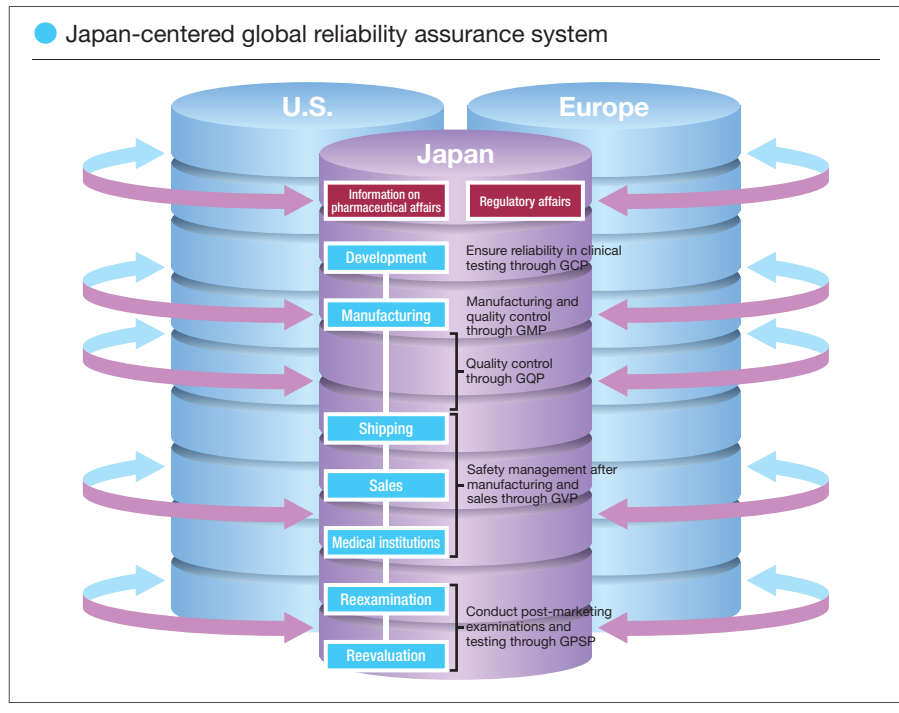 Japan-centered global reliability assurance system
U.S.
Europe
Japan
Information on
pharmaceutical affairs
Regulatory affairs
Development
Ensure reliability in clinical
testing through GCP
Manufacturing
Manufacturing and
quality control
through GMP
Quality control
through GQP
Shipping
Sales
Safety management after
manufacturing and
sales through GVP
Medical institutions
Reexamination
Conduct post-marketing
examinations and
testing through GPSP
Reevaluation